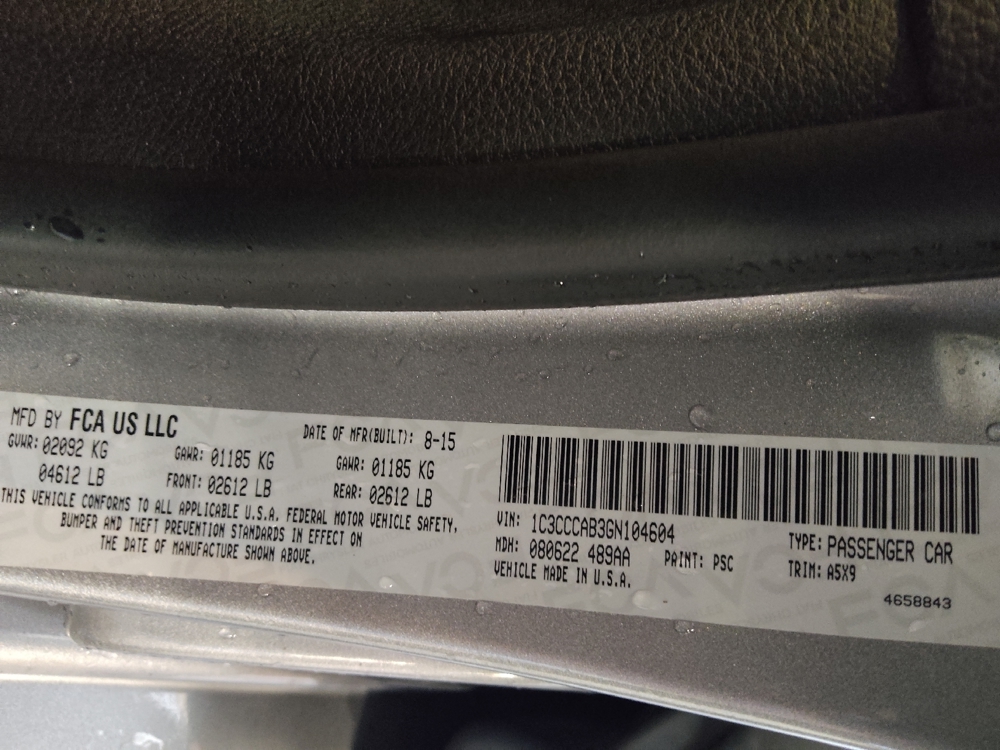 MFD BY FCA US LLC
DATE OF MFR(BUILT): 8-15
GVWR: 02092 KG
04612 LB
GAWR: 01185 KG
FRONT: 02612 LB
GAWR: 01185 KG
REAR: 02612 LB
THIS VEHICLE CONFORMS TO ALL APPLICABLE U.S.A. FEDERAL MOTOR VEHICLE SAFETY,
BUMPER AND THEFT PREVENTION STANDARDS IN EFFECT ON
THE DATE OF MANUFACTURE SHOWN ABOVE.
VIN: 1C3CCCAB3GN104604
TYPE: PASSENGER CAR
MDH: 080622 489AA
PAINT: PSC
TRIM: A5X9
VEHICLE MADE IN U.S.A.
4658843